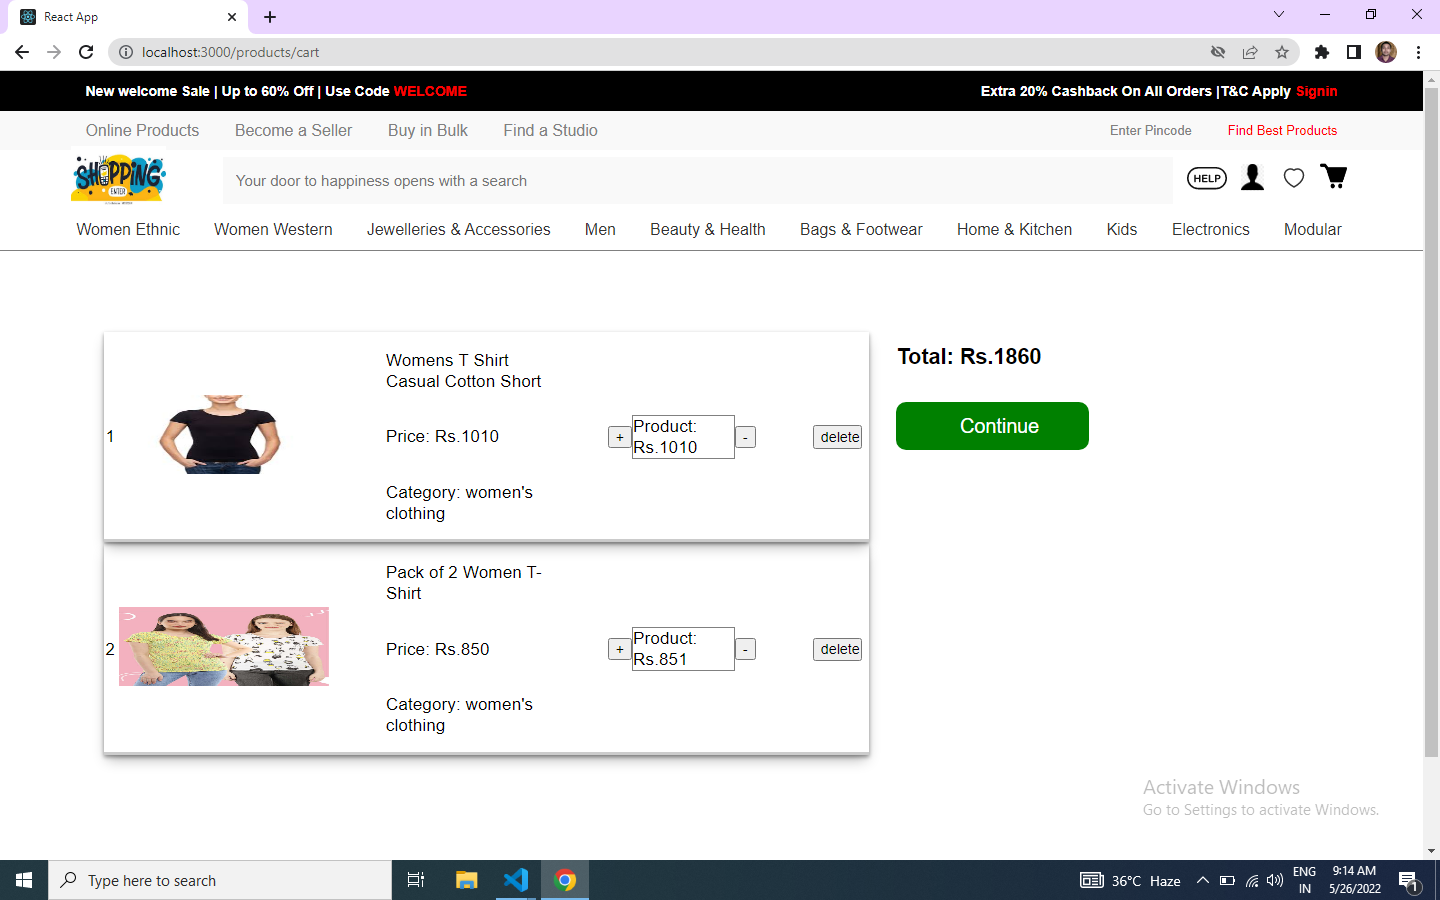 React App
localhost:3000/products/cart
New welcome Sale | Up to 60% Off | Use Code WELCOME
Extra 20% Cashback On All Orders |T&C Apply Signin
Online Products
Become a Seller
Buy in Bulk
Find a Studio
Enter Pincode
Find Best Products
SHOPPING
ENTER
Your door to happiness opens with a search
HELP
Women Ethnic
Women Western
Jewelleries & Accessories
Men
Beauty & Health
Bags & Footwear
Home & Kitchen
Kids
Electronics
Modular
1
Womens T Shirt
Casual Cotton Short
Price: Rs.1010
Category: women's
clothing
+
Product:
Rs.1010
-
delete
2
Pack of 2 Women T-
Shirt
Price: Rs.850
Category: women's
clothing
+
Product:
Rs.851
-
delete
Total: Rs.1860
Continue
Activate Windows
Go to Settings to activate Windows.
Type here to search
36°C Haze
ENG
IN
9:14 AM
5/26/2022
1